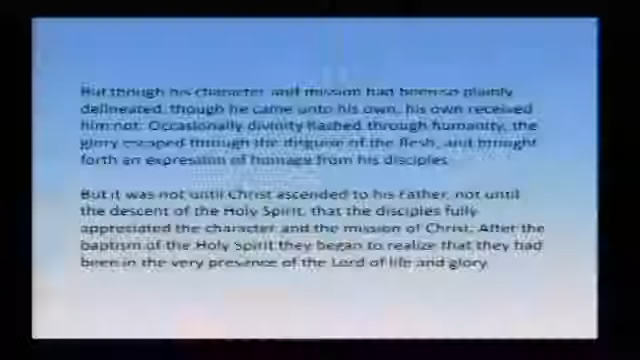 But though his character and mission had been so plainly
delineated, though he came unto his own, his own received
him not. Occasionally divinity flashed through humanity, the
glory escaped through the disguise of the flesh, and brought
forth an expression of homage from his disciples.
But it was not until Christ ascended to his Father, not until
the descent of the Holy Spirit, that the disciples fully
appreciated the character and the mission of Christ. After the
baptism of the Holy Spirit they began to realize that they had
been in the very presence of the Lord of life and glory.